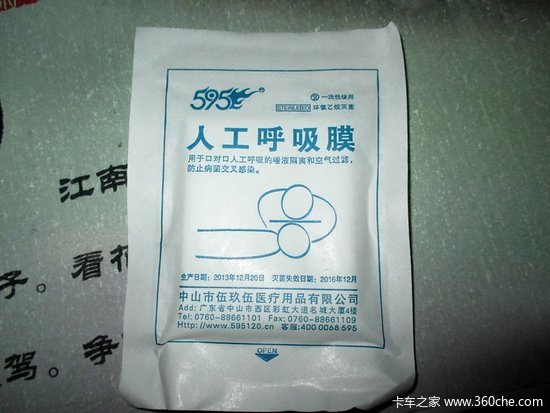 595
®
一次性使用
STERILE EO 环氧乙烷灭菌
人工呼吸膜
用于口对口人工呼吸的唾液隔离和空气过滤,
防止病菌交叉感染。
生产日期：2013年12月20日 灭菌失效日期：2016年12月
中山市伍玖伍医疗用品有限公司
Add: 广东省中山市西区彩虹大道名城大厦4楼
Tel: 0760-88661101 Fax: 0760-88661109
Http://www.595120.cn 客服:400 0068 595
OPEN
江南
子。看
驾。争
卡车之家 www.360che.com